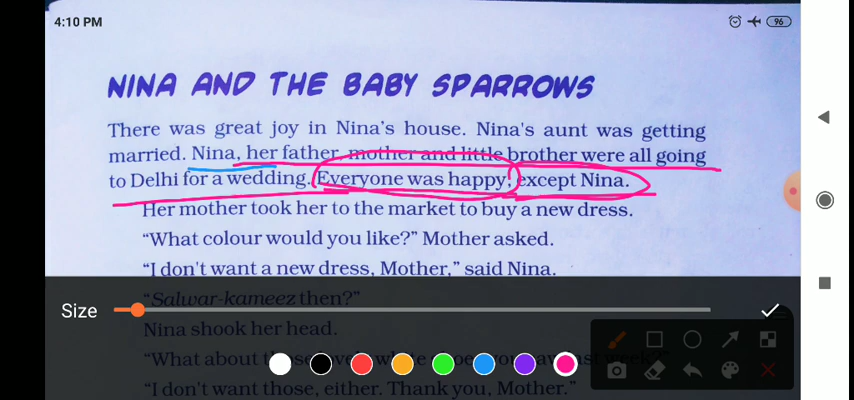 4:10 PM
96
NINA AND THE BABY SPARROWS
There was great joy in Nina's house. Nina's aunt was getting
married. Nina, her father, mother and little brother were all going
to Delhi for a wedding. Everyone was happy, except Nina.
Her mother took her to the market to buy a new dress.
“What colour would you like?” Mother asked.
“I don't want a new dress, Mother,” said Nina.
Size
“Salwar-kameez then?”
Nina shook her head.
“What about
“I don't want those, either. Thank you, Mother.”